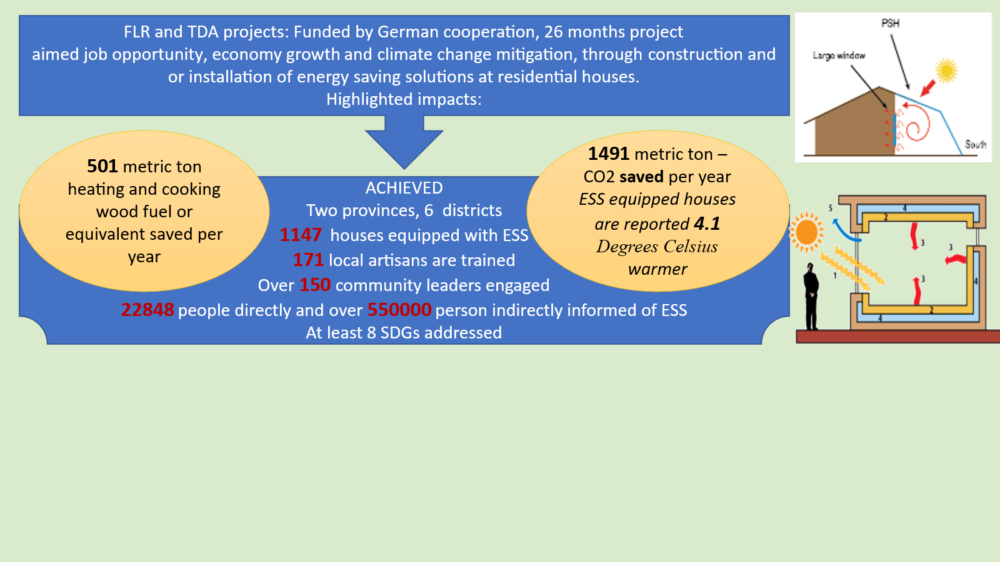 FLR and TDA projects: Funded by German cooperation, 26 months project
aimed job opportunity, economy growth and climate change mitigation, through construction and
or installation of energy saving solutions at residential houses.
Highlighted impacts:
501 metric ton
heating and cooking
wood fuel or
equivalent saved per
year
ACHIEVED
Two provinces, 6  districts
1147  houses equipped with ESS
171 local artisans are trained
Over 150 community leaders engaged
22848 people directly and over 550000 person indirectly informed of ESS
At least 8 SDGs addressed
1491 metric ton –
CO2 saved per year
ESS equipped houses
are reported 4.1
Degrees Celsius
warmer
PSH
Large window
South
5
4
2
3
3
1
3
4
2
4